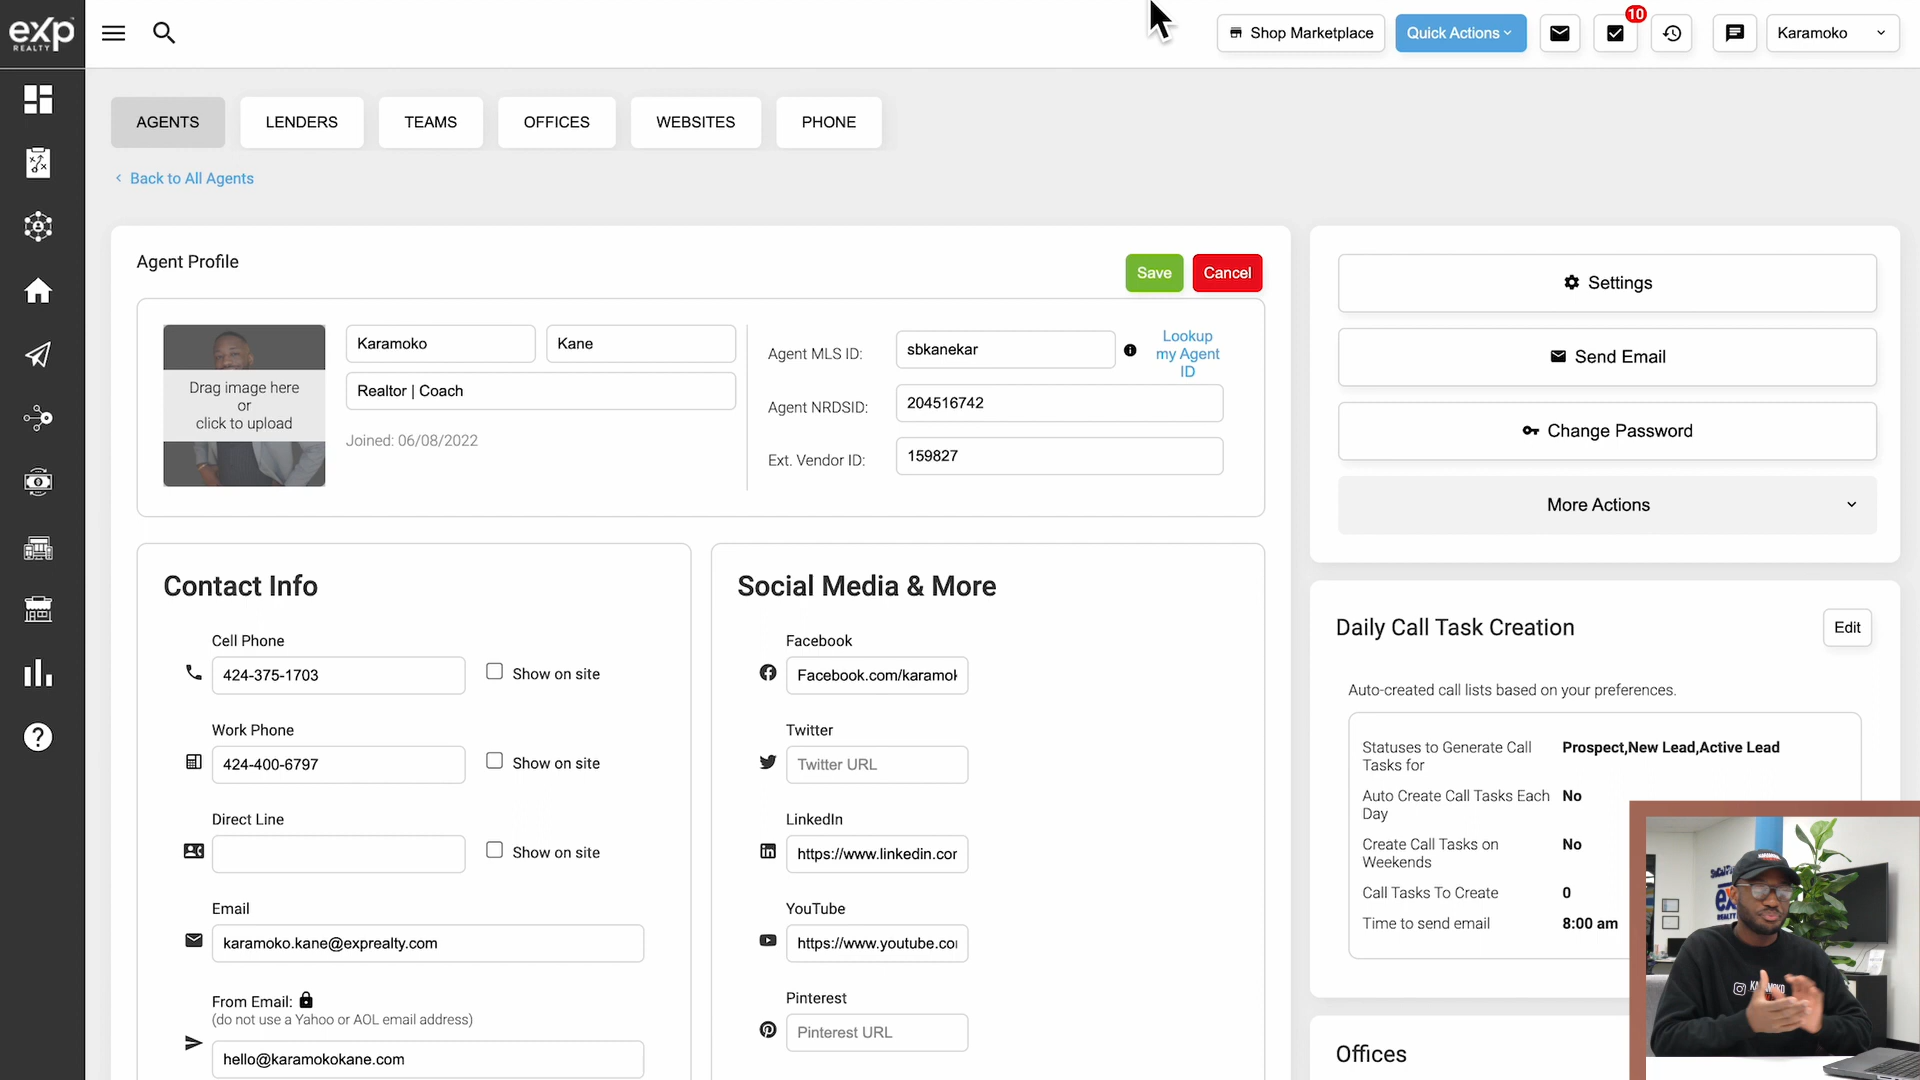 exp
REALTY
Shop Marketplace
Quick Actions
10
Karamoko
AGENTS
LENDERS
TEAMS
OFFICES
WEBSITES
PHONE
Back to All Agents
Agent Profile
Save
Cancel
Drag image here
or
click to upload
Karamoko
Kane
Realtor | Coach
Joined: 06/08/2022
Agent MLS ID:
sbkanekar
Lookup
my Agent
ID
Agent NRDSID:
204516742
Ext. Vendor ID:
159827
Settings
Send Email
Change Password
More Actions
Contact Info
Cell Phone
424-375-1703
Show on site
Work Phone
424-400-6797
Show on site
Direct Line
Show on site
Email
karamoko.kane@exprealty.com
From Email:
(do not use a Yahoo or AOL email address)
hello@karamokokane.com
Social Media & More
Facebook
Facebook.com/karamok
Twitter
Twitter URL
LinkedIn
https://www.linkedin.cor
YouTube
https://www.youtube.co
Pinterest
Pinterest URL
Daily Call Task Creation
Edit
Auto-created call lists based on your preferences.
Statuses to Generate Call
Tasks for
Prospect,New Lead,Active Lead
Auto Create Call Tasks Each
Day
No
Create Call Tasks on
Weekends
No
Call Tasks To Create
0
Time to send email
8:00 am
Offices